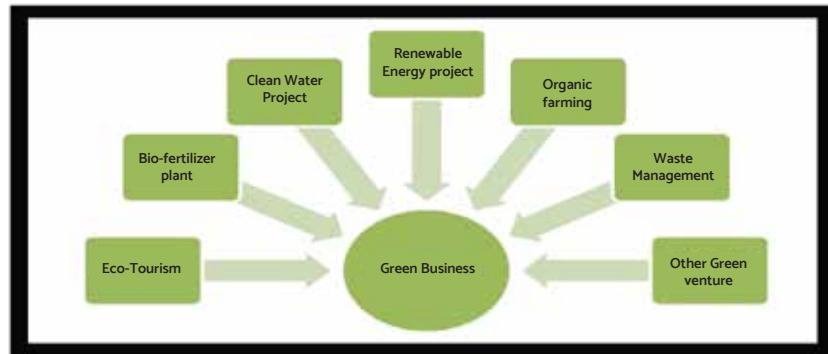 Renewable
Energy project
Clean Water
Project
Organic
farming
Bio-fertilizer
plant
Waste
Management
Eco-Tourism
Green Business
Other Green
venture